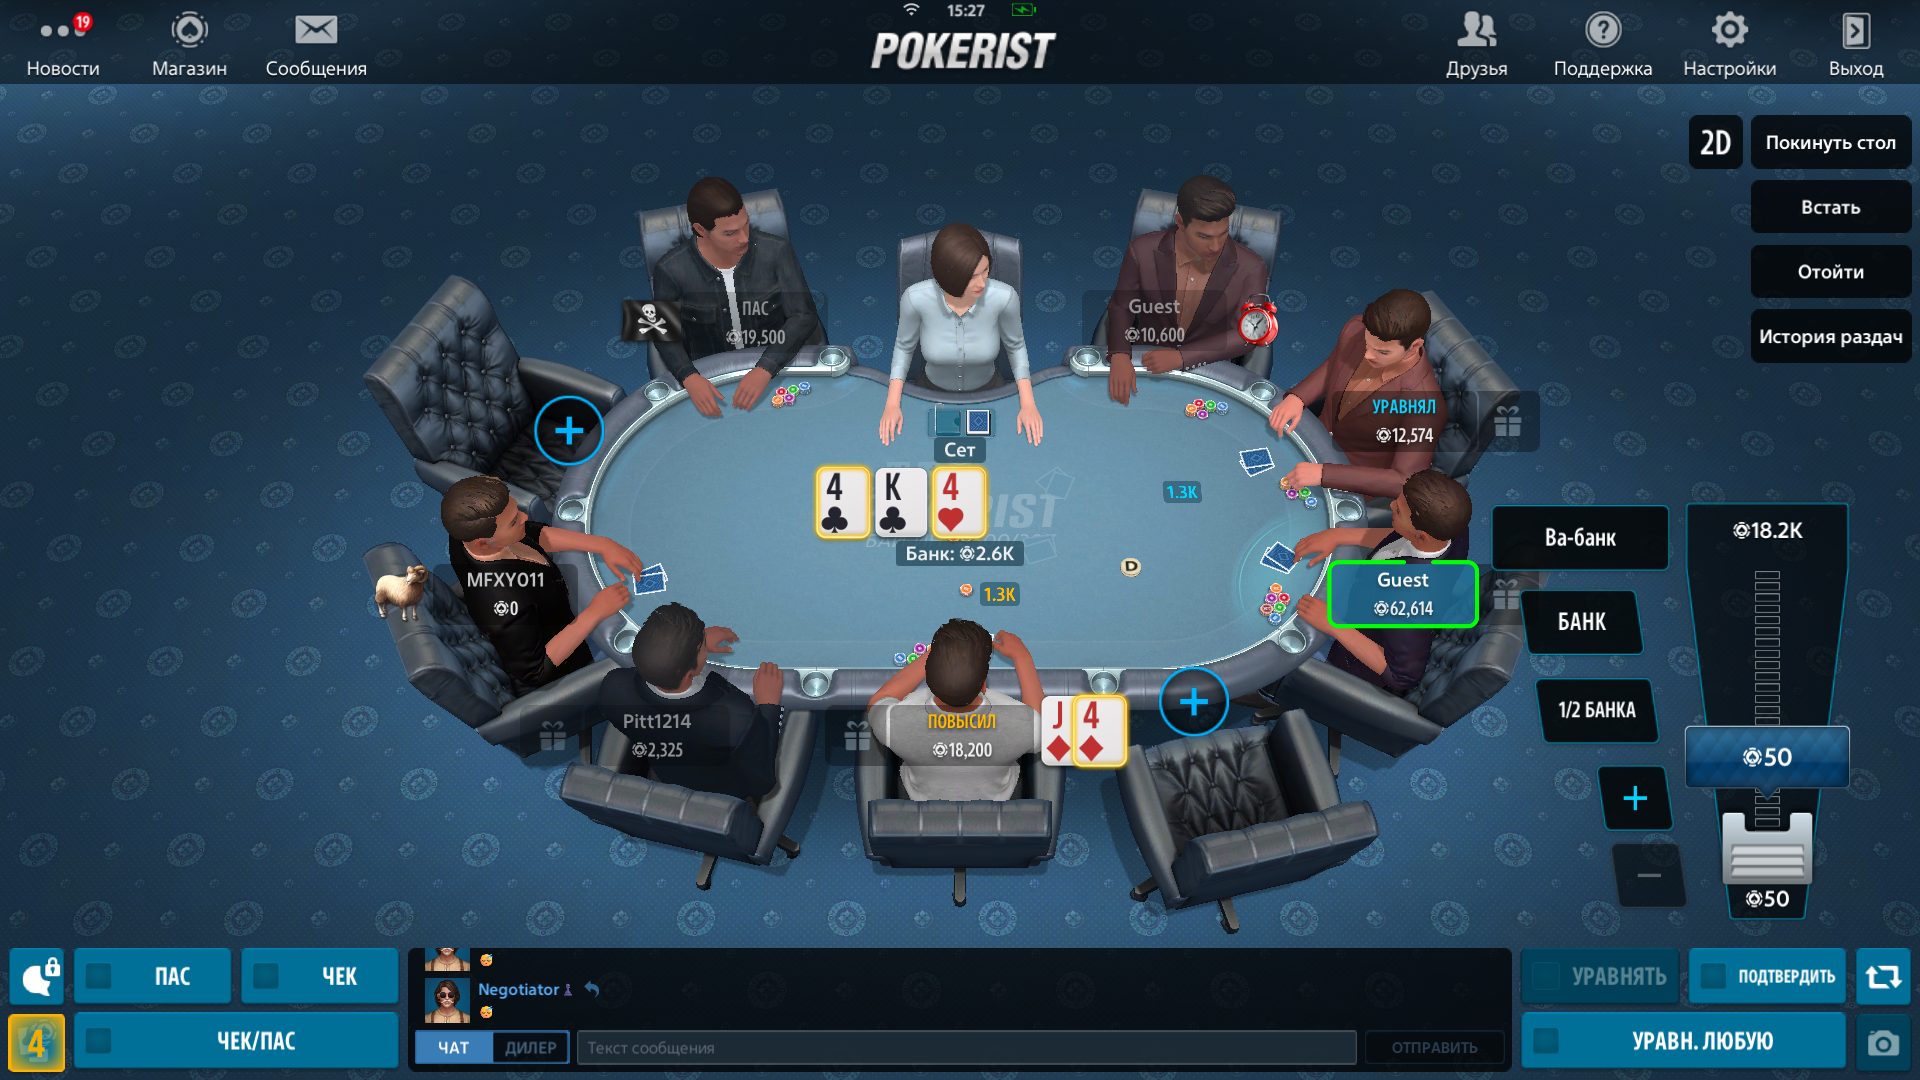 15:27
19
Новости
Магазин
Сообщения
POKERIST
Друзья
Поддержка
Настройки
Выход
2D
Покинуть стол
Встать
Отойти
История раздач
ПАС
19,500
Guest
10,600
УРАВНЯЛ
12,574
Сет
4
K
4
1.3K
Банк: 2.6K
D
1.3K
MFXYO11
0
Guest
62,614
Pitt1214
2,325
ПОВЫСИЛ
18,200
J
4
Ва-банк
18.2K
БАНК
1/2 БАНКА
50
+
−
50
ПАС
ЧЕК
4
ЧЕК/ПАС
Negotiator
ЧАТ
ДИЛЕР
Текст сообщения
ОТПРАВИТЬ
УРАВНЯТЬ
ПОДТВЕРДИТЬ
УРАВН. ЛЮБУЮ